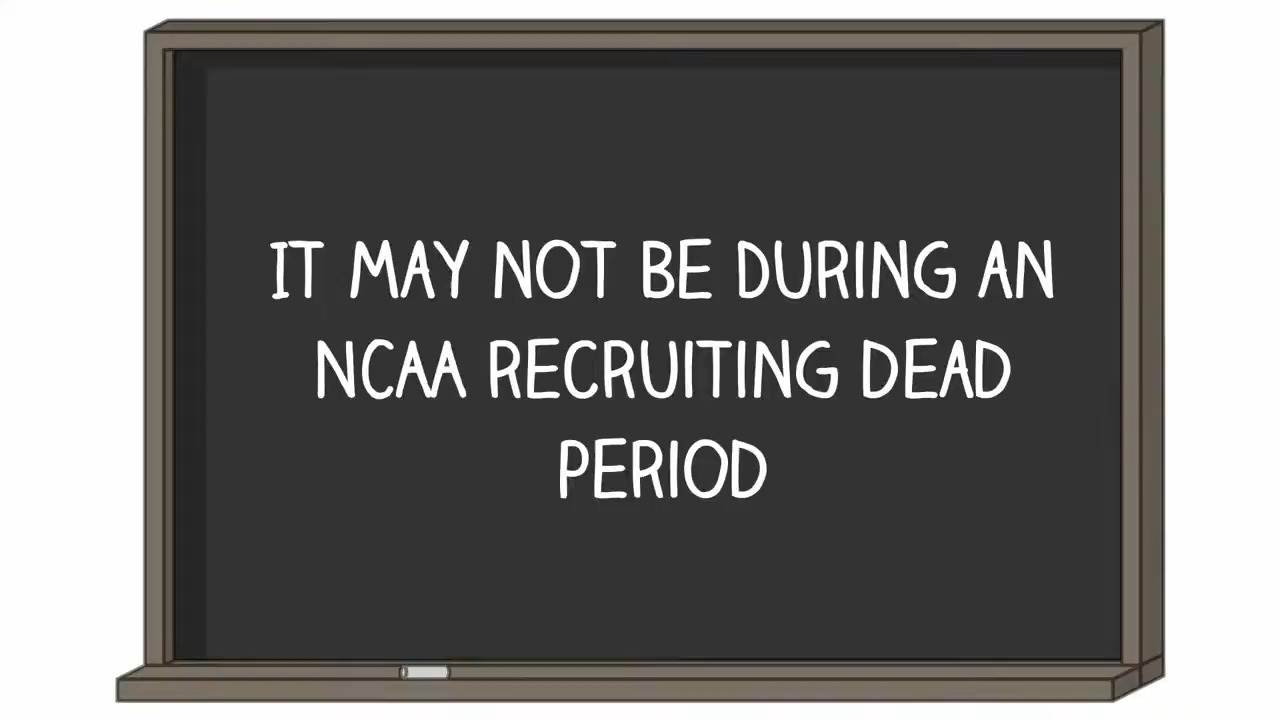 IT MAY NOT BE DURING AN
NCAA RECRUITING DEAD
PERIOD